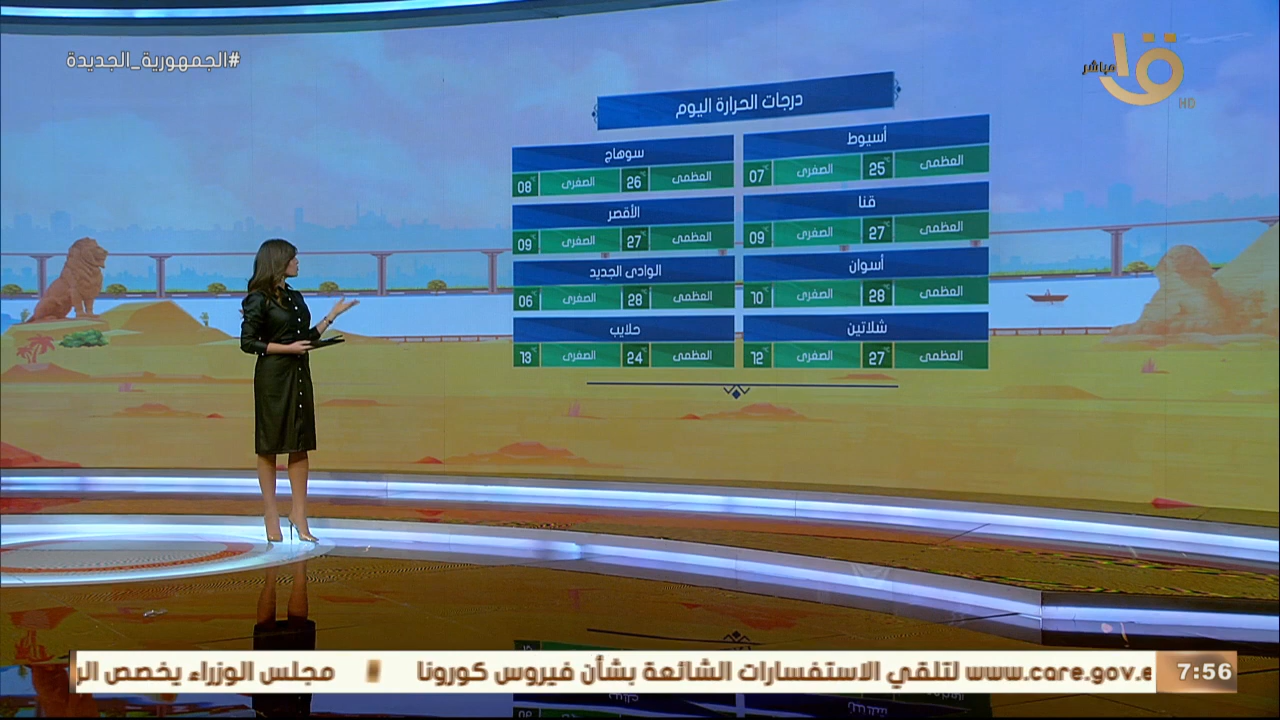 #الجمهورية_الجديدة
مباشر
HD
درجات الحرارة اليوم
أسيوط
العظمى 25 الصغرى 07
سوهاج
العظمى 26 الصغرى 08
قنا
العظمى 27 الصغرى 09
الأقصر
العظمى 27 الصغرى 09
أسوان
العظمى 28 الصغرى 10
الوادى الجديد
العظمى 28 الصغرى 06
شلاتين
العظمى 27 الصغرى 12
حلايب
العظمى 24 الصغرى 13
www.care.gov.e لتلقي الاستفسارات الشائعة بشأن فيروس كورونا مجلس الوزراء يخصص الر
7:56